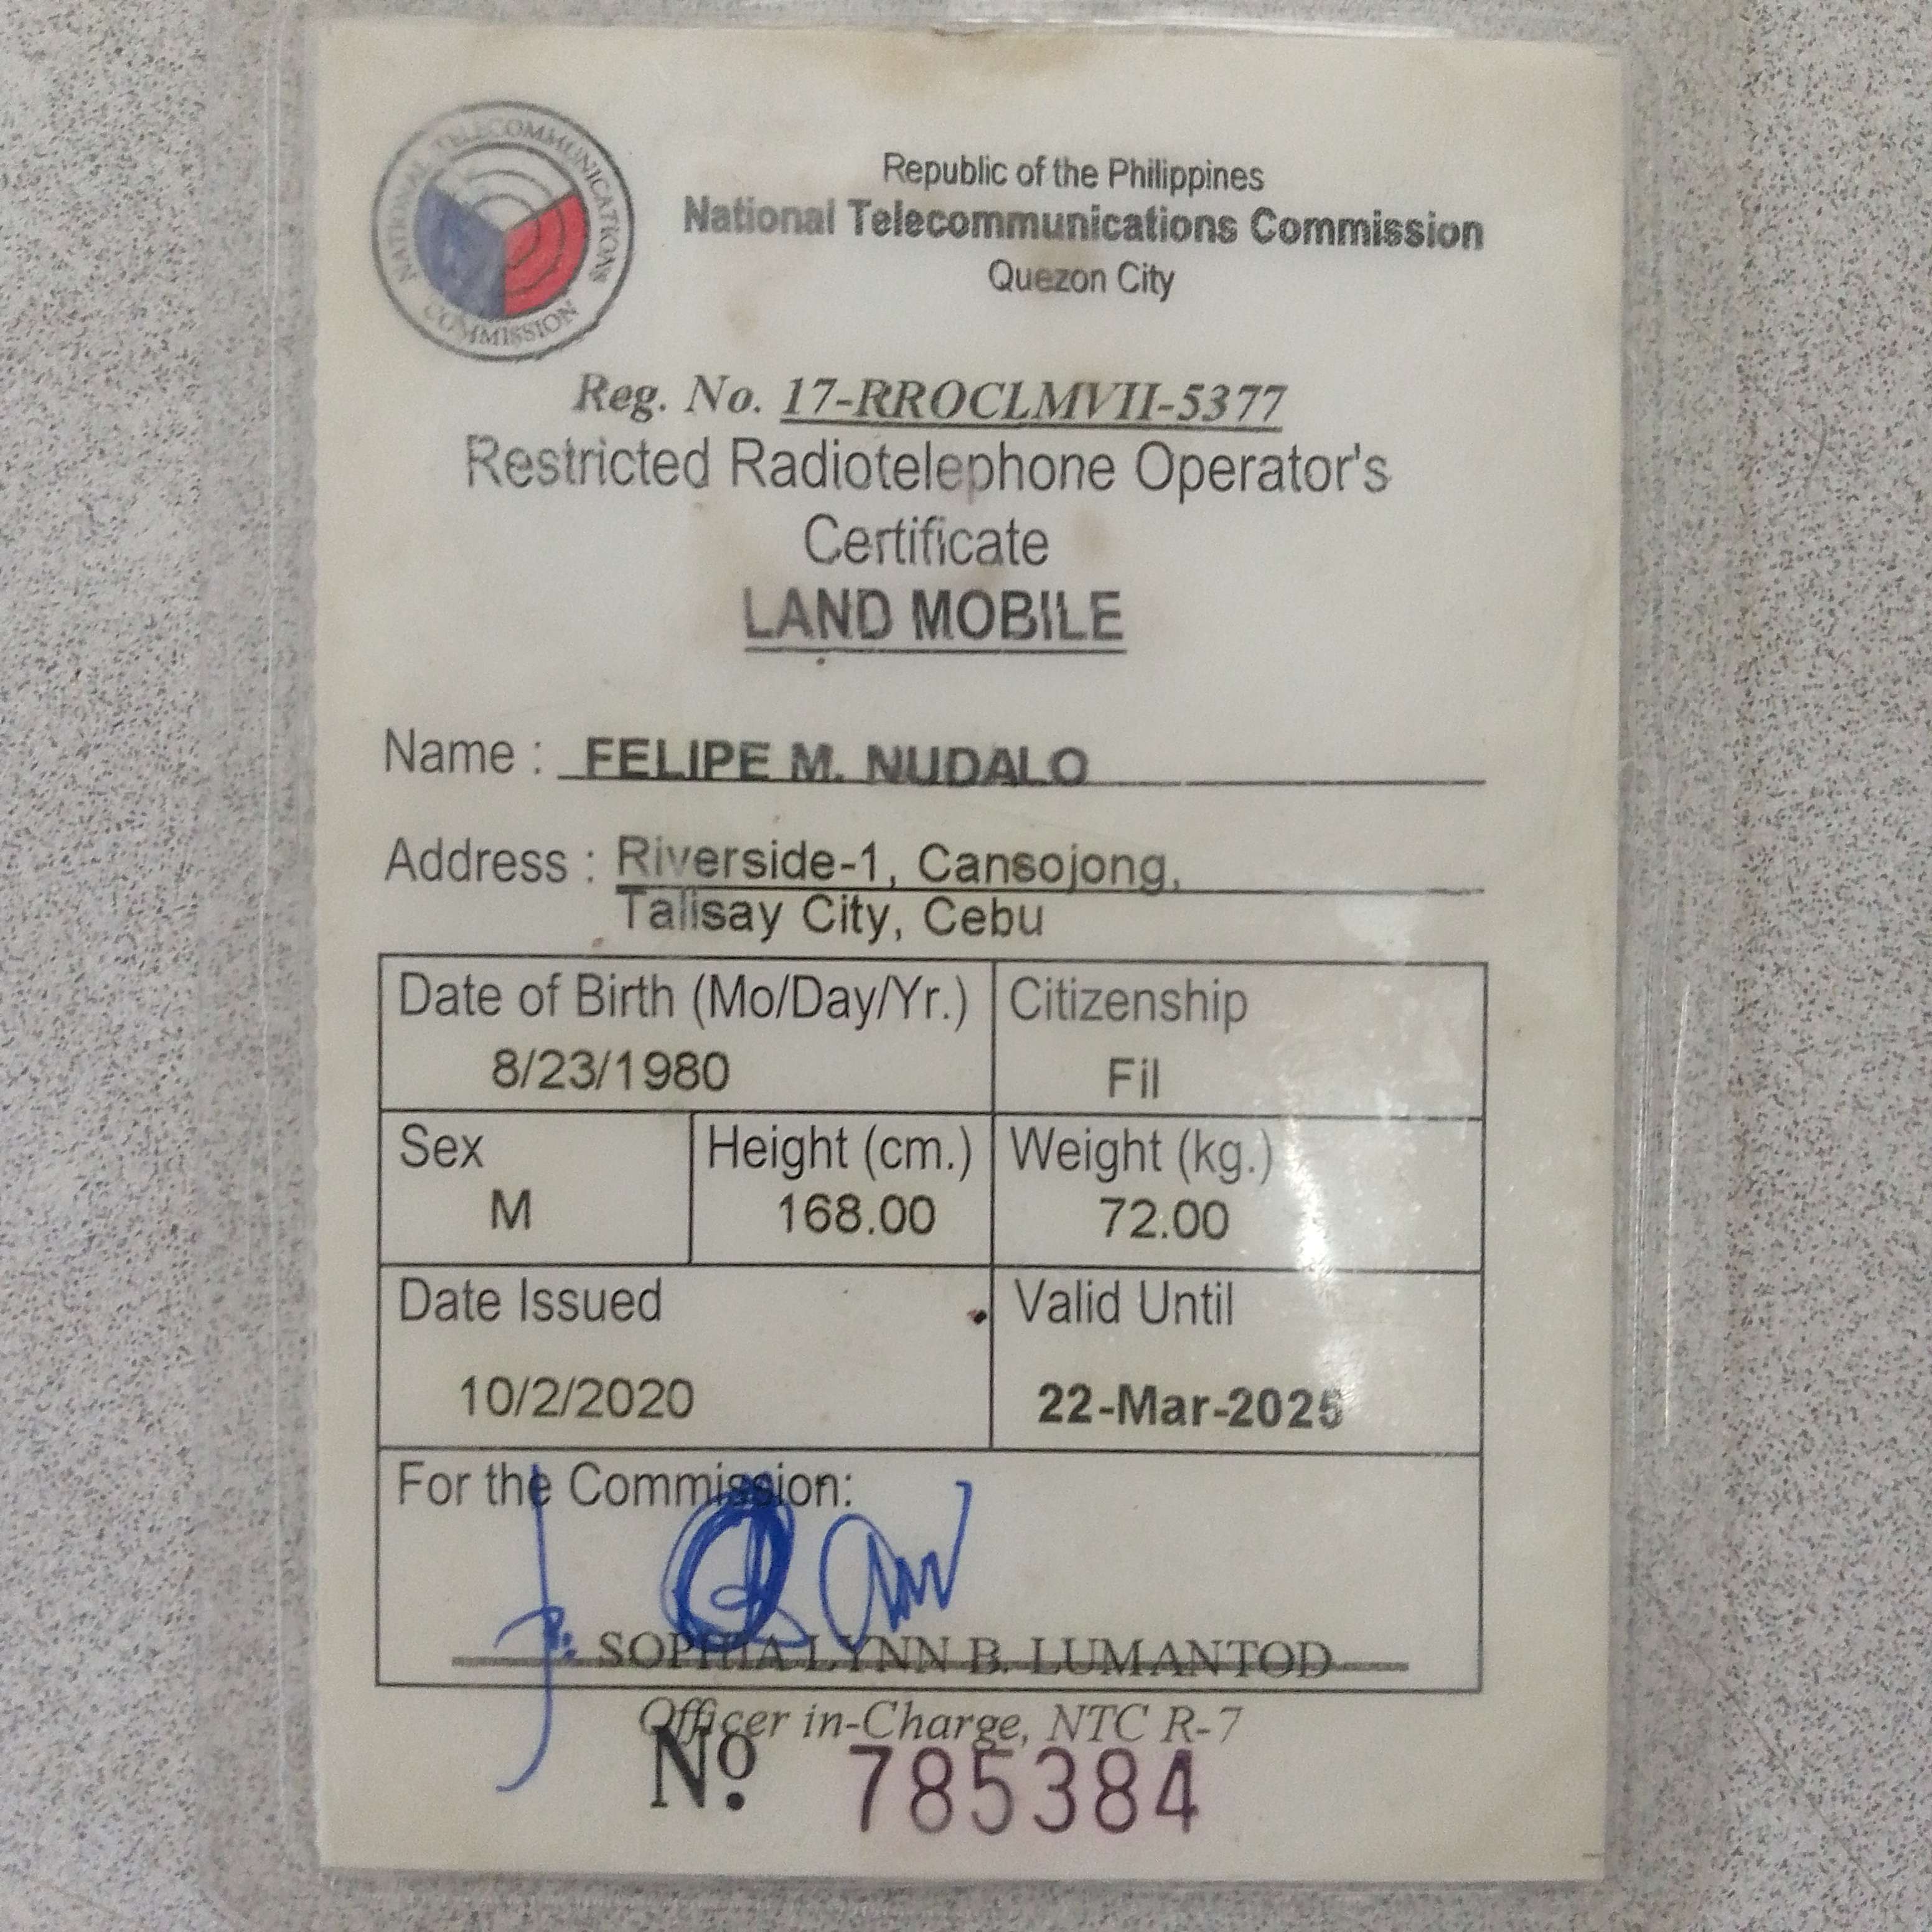 NATIONAL TELECOMMUNICATIONS COMMISSION
Republic of the Philippines
National Telecommunications Commission
Quezon City
Reg. No. 17-RROCLMVII-5377
Restricted Radiotelephone Operator's
Certificate
LAND MOBILE
Name : FELIPE M. NUDALO
Address : Riverside-1, Cansojong,
Talisay City, Cebu
Date of Birth (Mo/Day/Yr.) Citizenship
8/23/1980 Fil
Sex Height (cm.) Weight (kg.)
M 168.00 72.00
Date Issued Valid Until
10/2/2020 22-Mar-2025
For the Commission:
SOPHIA LYNN B. LUMANTOD
Officer in-Charge, NTC R-7
Nº. 785384